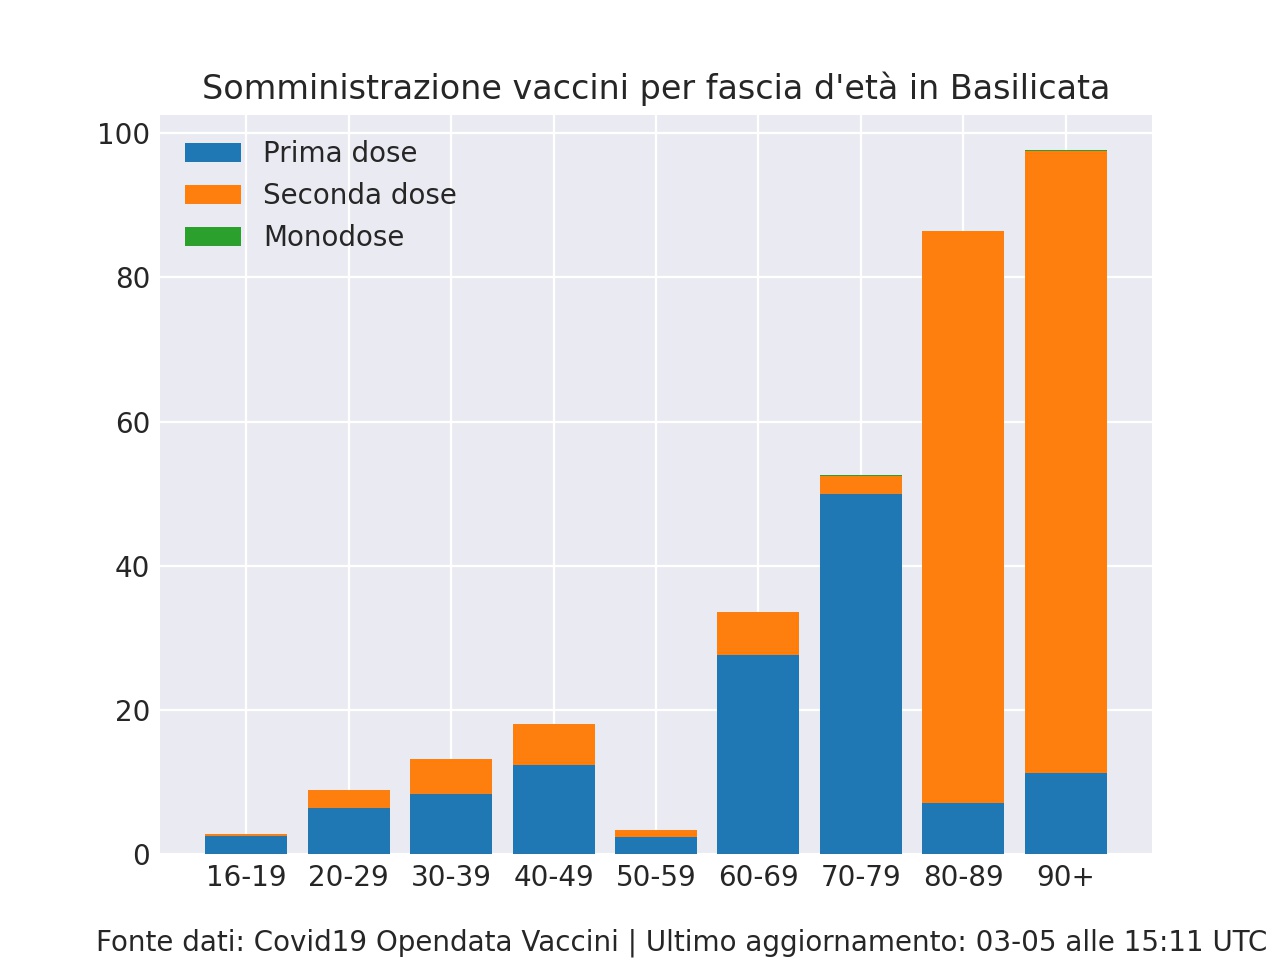 Somministrazione vaccini per fascia d'età in Basilicata
100
80
60
40
20
0
Prima dose
Seconda dose
Monodose
16-19 20-29 30-39 40-49 50-59 60-69 70-79 80-89 90+
Fonte dati: Covid19 Opendata Vaccini | Ultimo aggiornamento: 03-05 alle 15:11 UTC